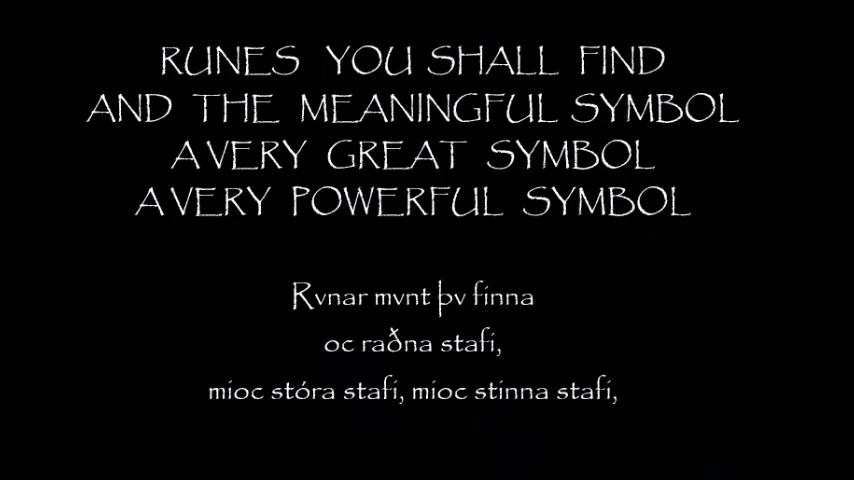 RUNES YOU SHALL FIND
AND THE MEANINGFUL SYMBOL
A VERY GREAT SYMBOL
A VERY POWERFUL SYMBOL
Rvnar mvnt þv finna
oc raðna stafi,
mioc stóra stafi, mioc stinna stafi,